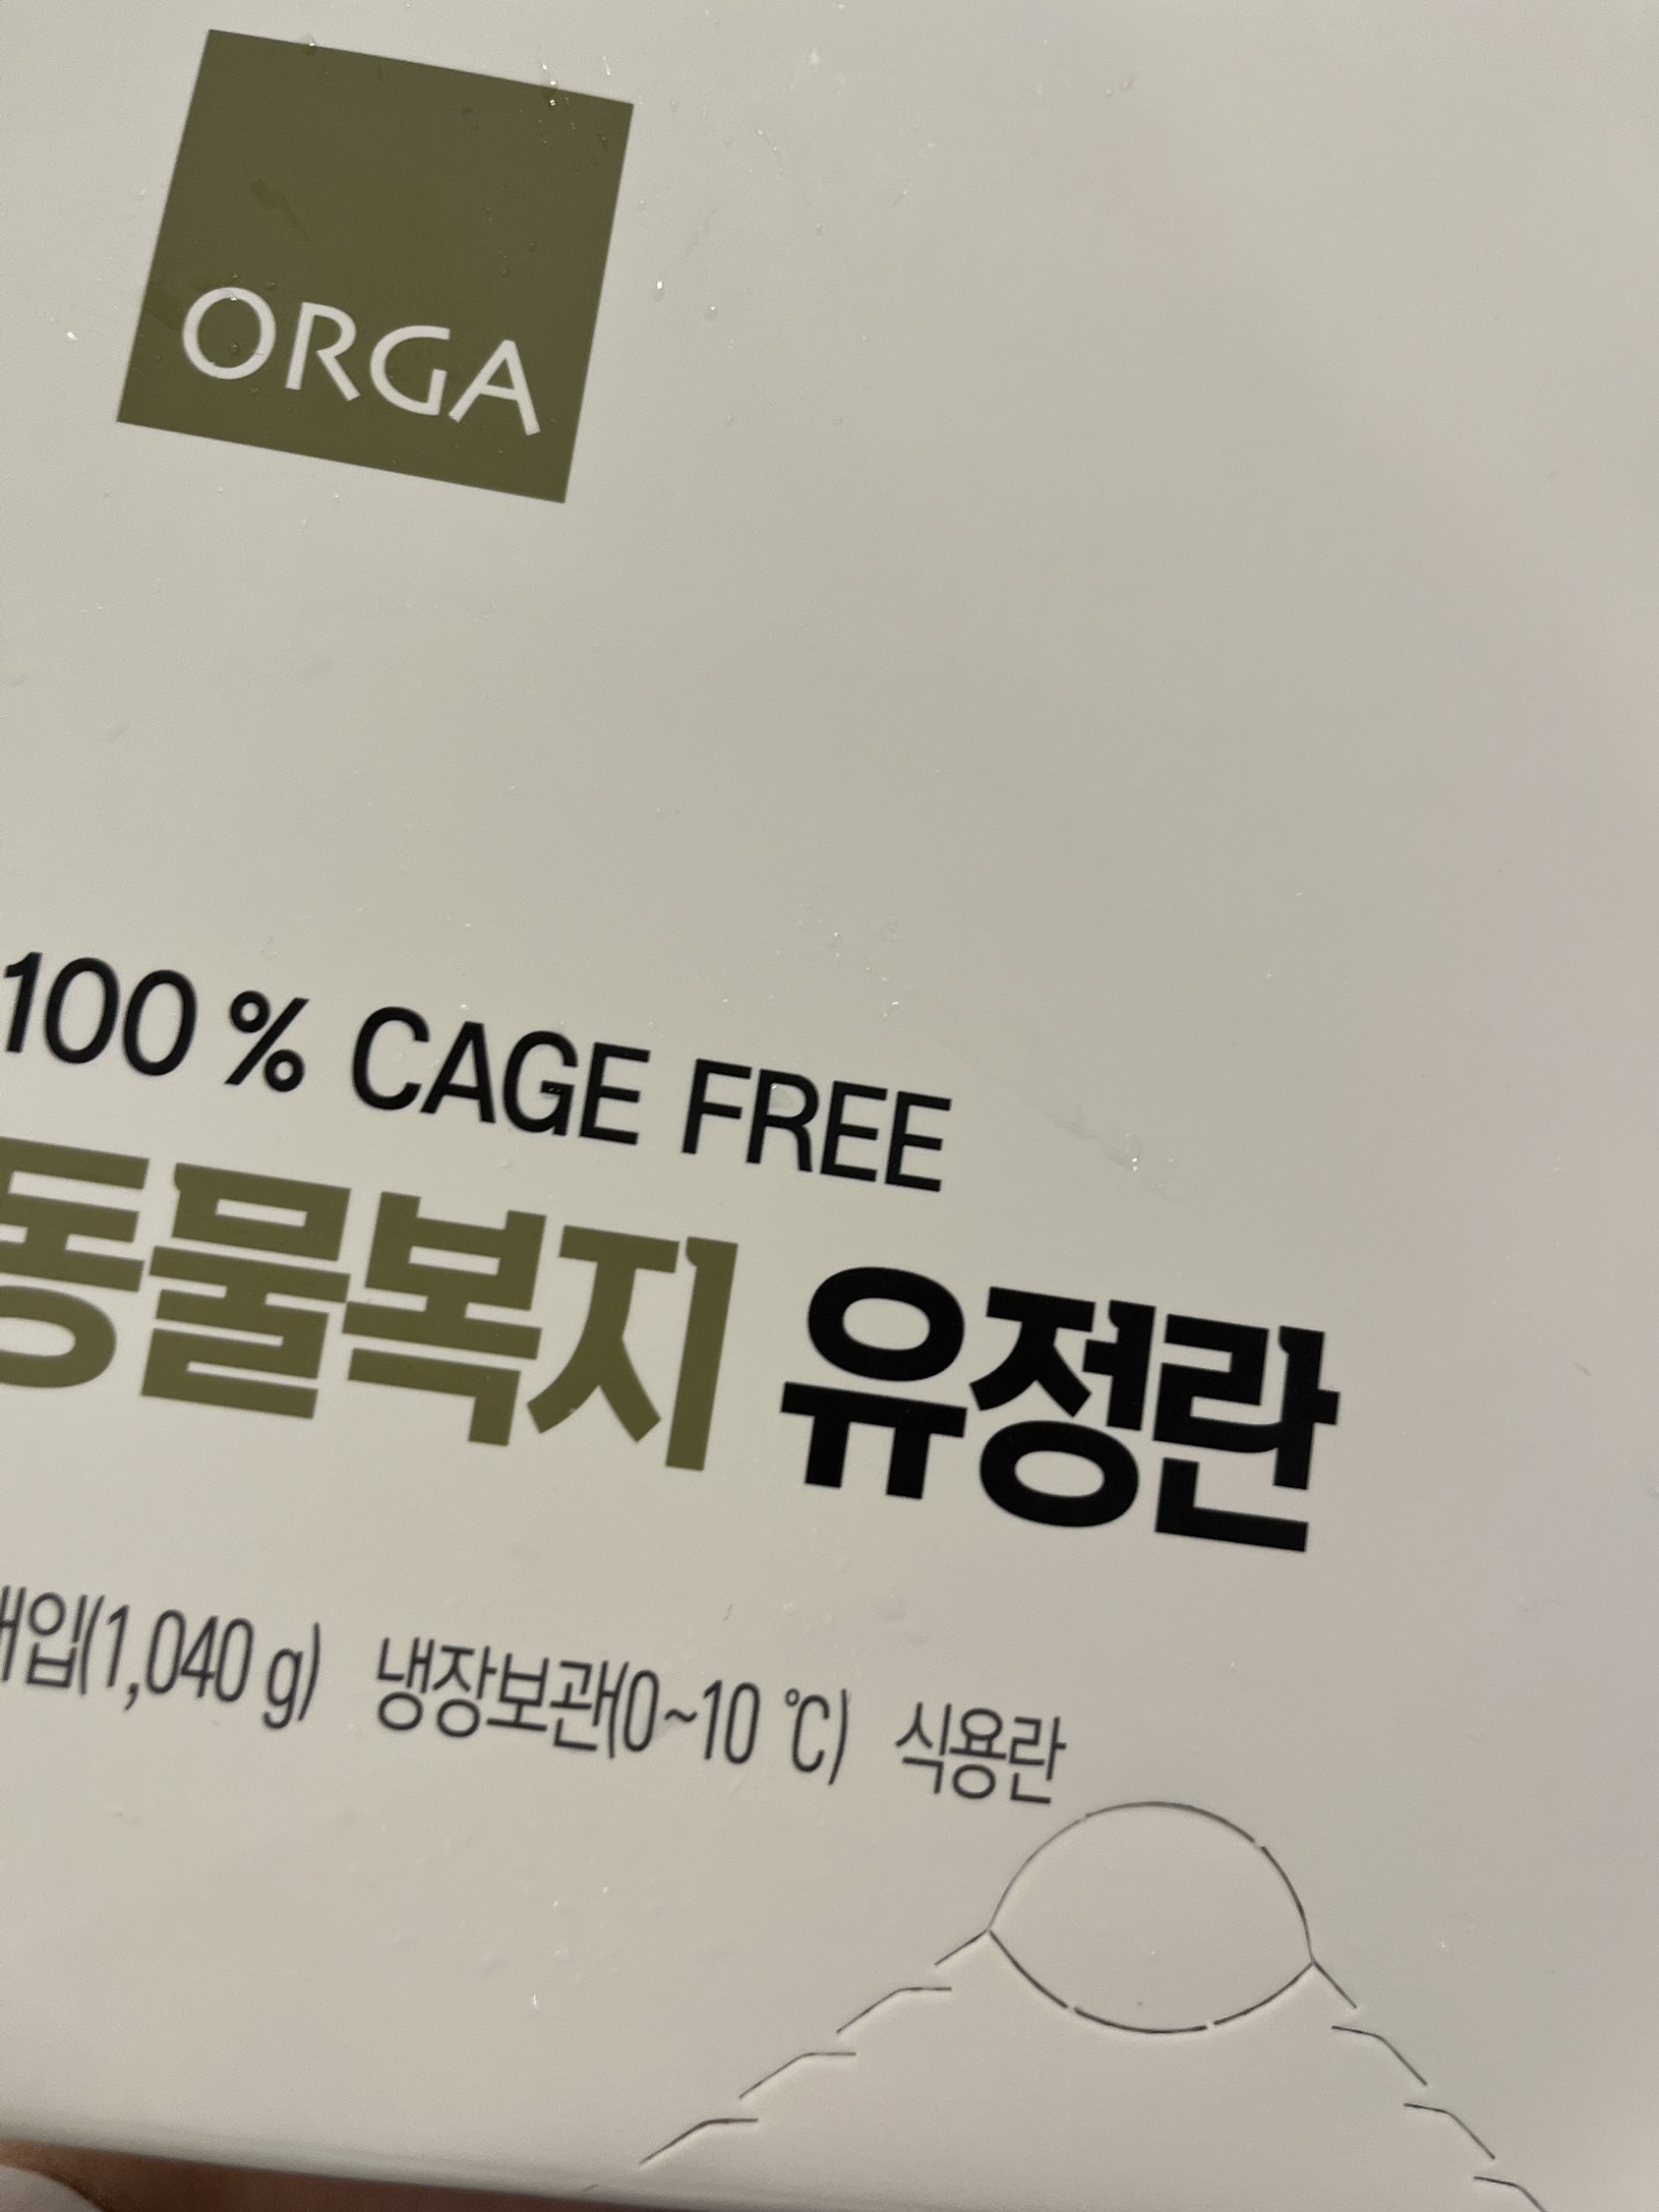 ORGA
100 % CAGE FREE
동물복지 유정란
입(1,040 g) 냉장보관(0~10 ℃) 식용란